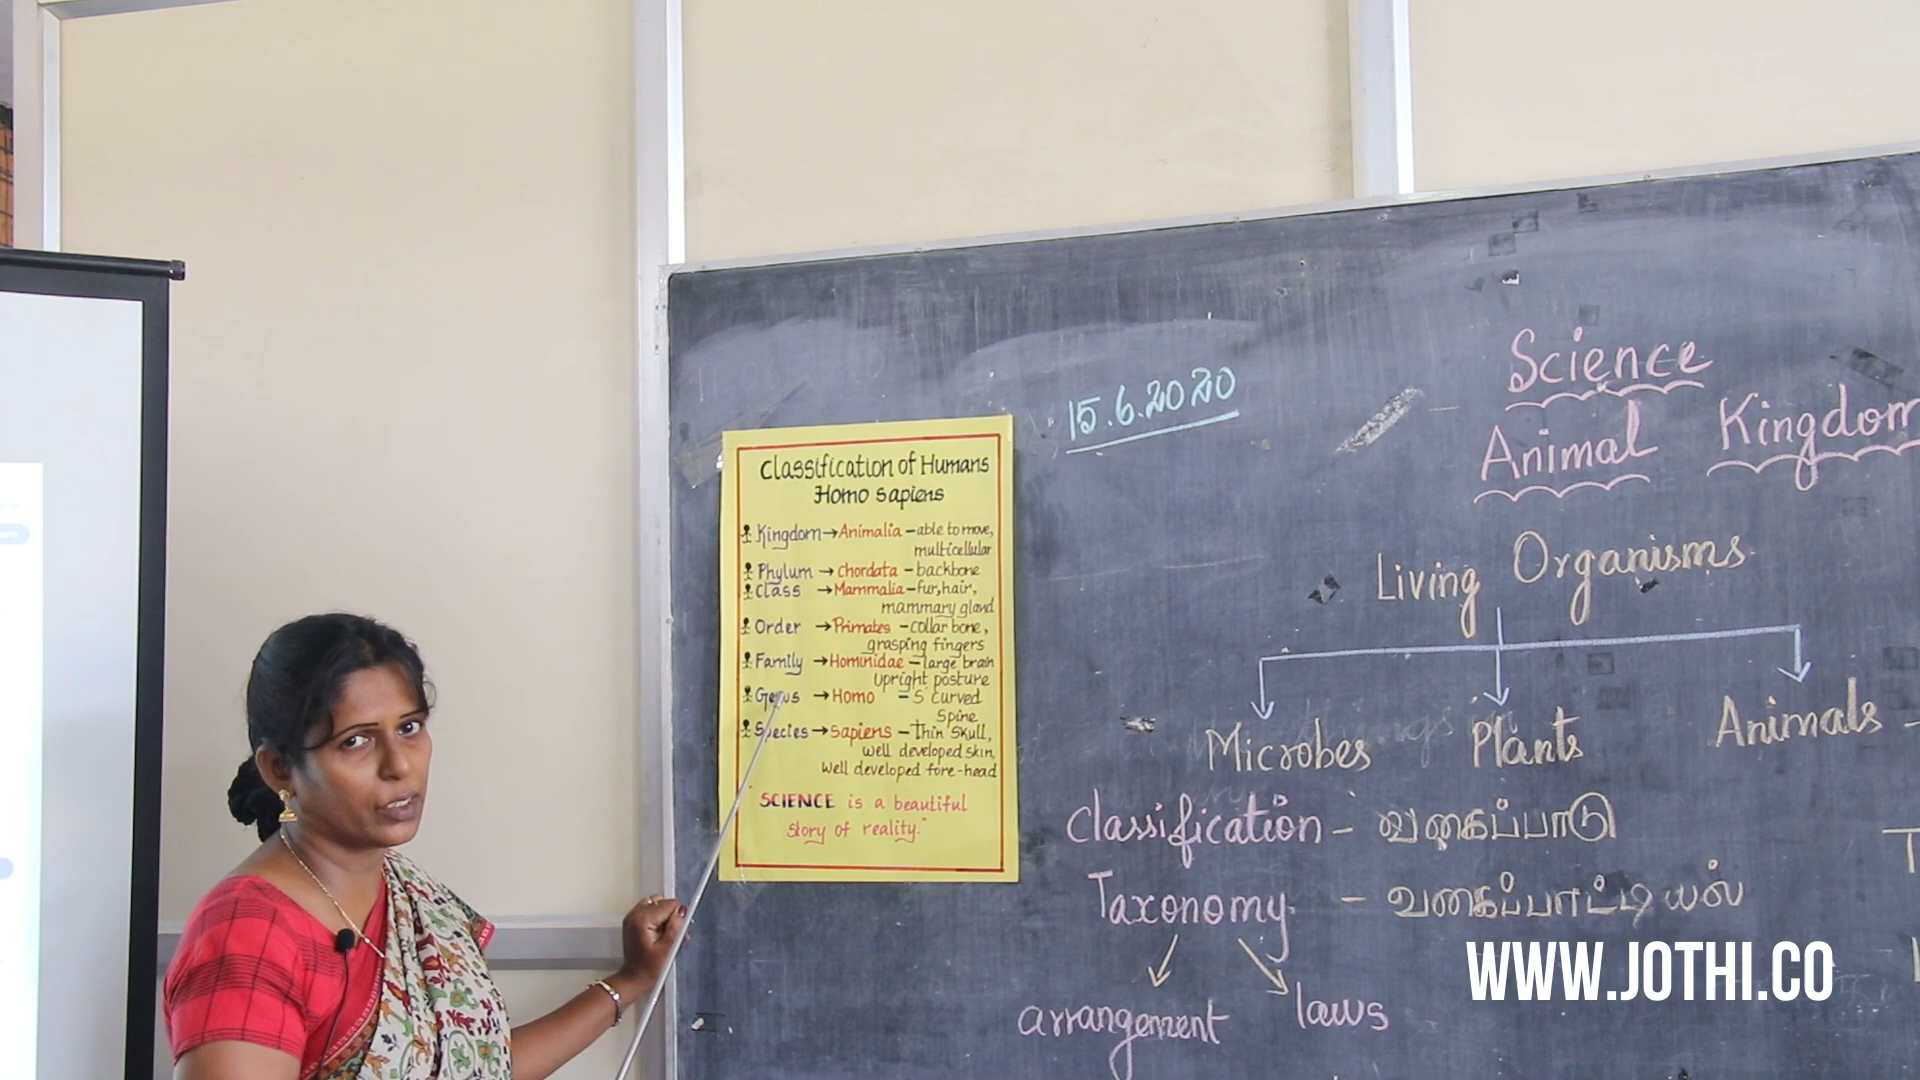 15.6.2020
Science
Animal Kingdom
Living Organisms
Microbes Plants Animals -
Classification - வகைப்பாடு
Taxonomy - வகைப்பாட்டியல்
arrangement laws
Classification of Humans
Homo sapiens
Kingdom → Animalia - able to move,
multicellular
Phylum → Chordata - backbone
Class → Mammalia - fur, hair,
mammary gland
Order → Primates - collar bone,
grasping fingers
Family → Hominidae - large brain
upright posture
Genus → Homo - S curved
Spine
Species → Sapiens - Thin Skull,
well developed skin,
well developed fore-head
"SCIENCE is a beautiful
story of reality."
WWW.JOTHI.CO